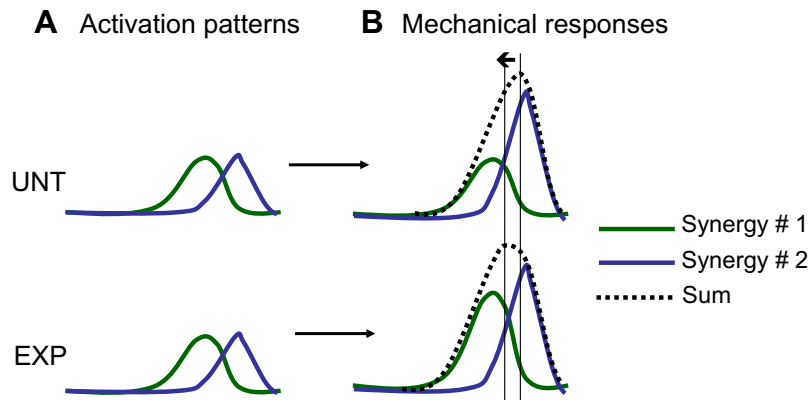 A Activation patterns
B Mechanical responses
UNT
EXP
Synergy # 1
Synergy # 2
Sum